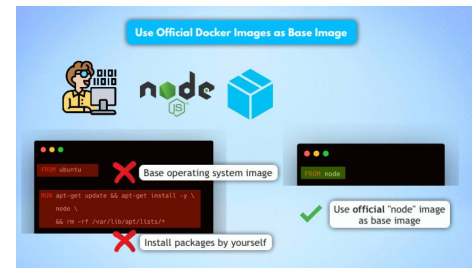 Use Official Docker Images as Base Image
node
JS
FROM ubuntu
Base operating system image
RUN apt-get update && apt-get install -y \
node \
&& rm -rf /var/lib/apt/lists/*
Install packages by yourself
FROM node
Use official "node" image
as base image